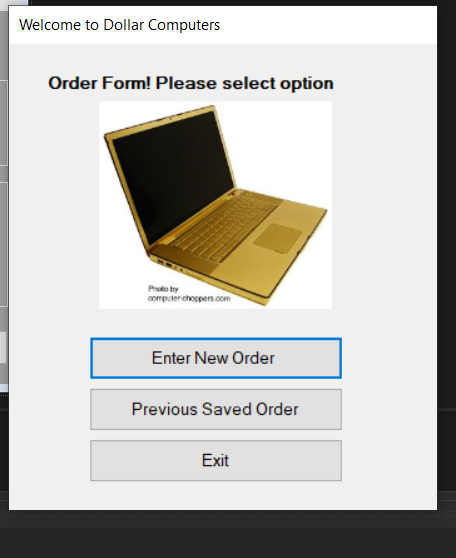 Welcome to Dollar Computers
Order Form! Please select option
Photo by
computer-choppers.com
Enter New Order
Previous Saved Order
Exit